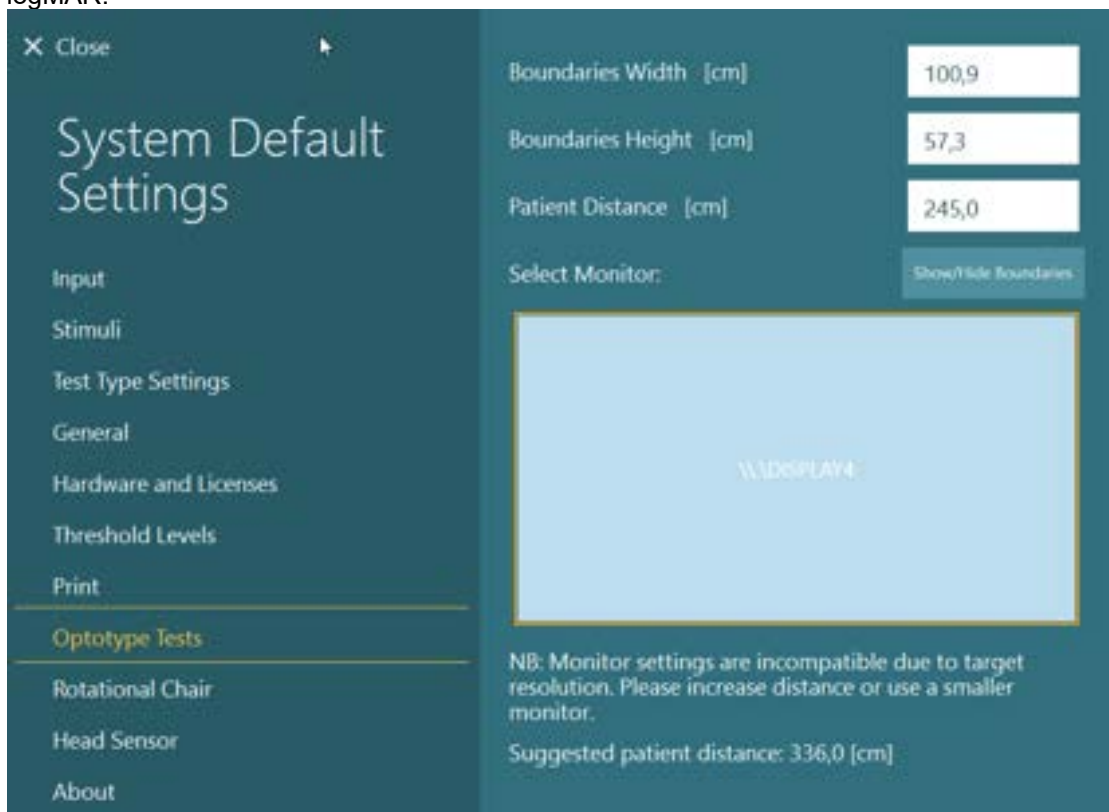 logMAR.
✕ Close
System Default
Settings
Input
Stimuli
Test Type Settings
General
Hardware and Licenses
Threshold Levels
Print
Optotype Tests
Rotational Chair
Head Sensor
About
Boundaries Width [cm]
100,9
Boundaries Height [cm]
57,3
Patient Distance [cm]
245,0
Select Monitor:
Show/Hide Boundaries
\\.\DISPLAY4
NB: Monitor settings are incompatible due to target
resolution. Please increase distance or use a smaller
monitor.
Suggested patient distance: 336,0 [cm]